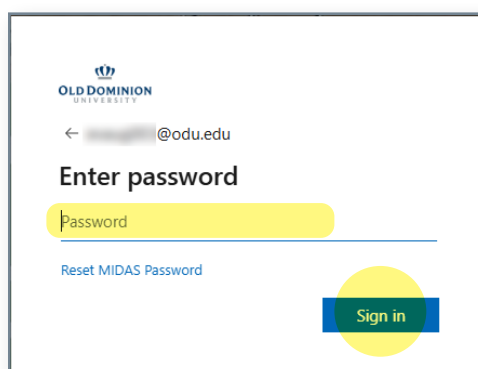 OLD DOMINION
UNIVERSITY
@odu.edu
Enter password
Password
Reset MIDAS Password
Sign in